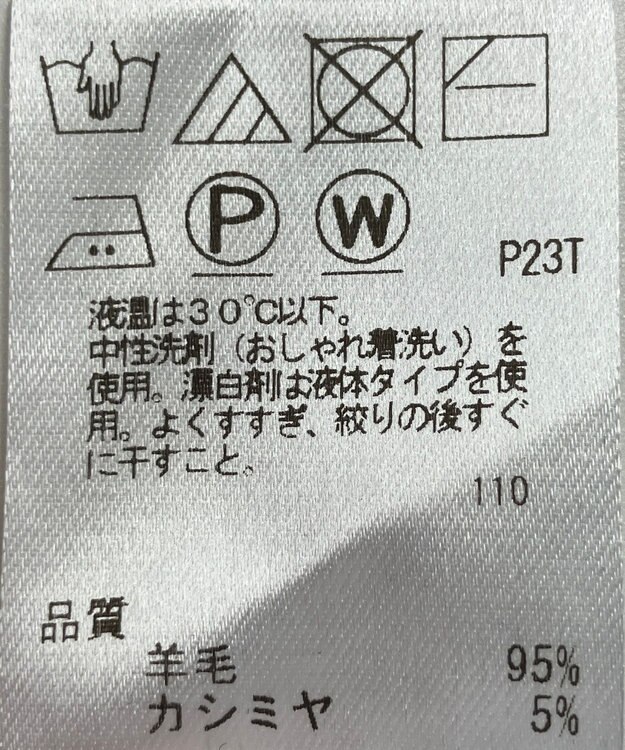 P
W
P23T
液温は30℃以下。
中性洗剤（おしゃれ着洗い）を
使用。漂白剤は液体タイプを使
用。よくすすぎ、絞りの後すぐ
に干すこと。
110
品質
羊毛 95%
カシミヤ 5%